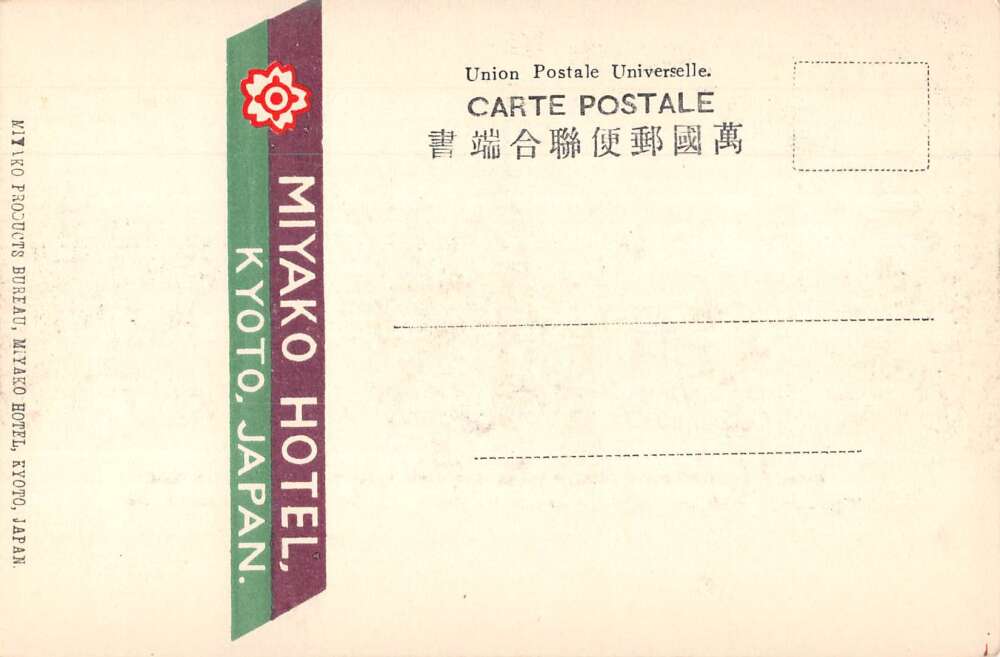 Union Postale Universelle.
CARTE POSTALE
萬國郵便聯合端書
MIYAKO HOTEL,
KYOTO, JAPAN.
MIYAKO PRODUCTS BUREAU, MIYAKO HOTEL, KYOTO, JAPAN.